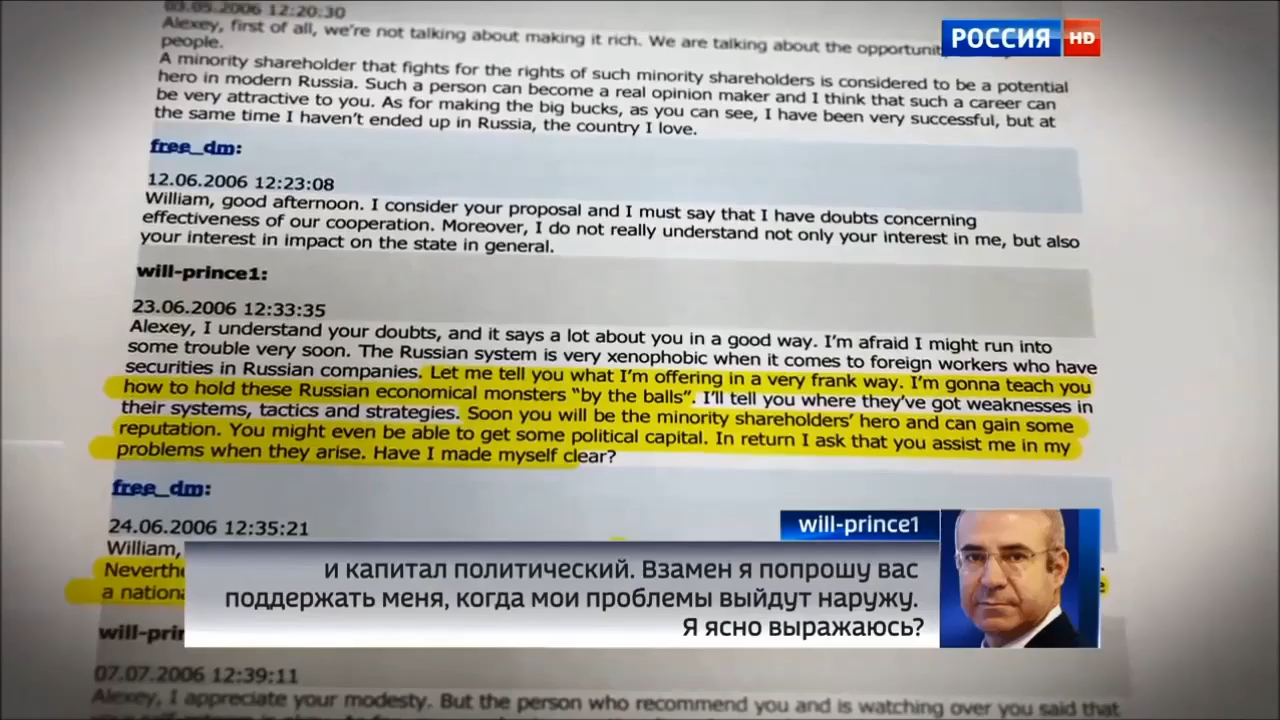 03.05.2006 12:20:30
РОССИЯ HD
Alexey, first of all, we're not talking about making it rich. We are talking about the opportunit
people.
A minority shareholder that fights for the rights of such minority shareholders is considered to be a potential
hero in modern Russia. Such a person can become a real opinion maker and I think that such a career can
be very attractive to you. As for making the big bucks, as you can see, I have been very successful, but at
the same time I haven't ended up in Russia, the country I love.
free_dm:
12.06.2006 12:23:08
William, good afternoon. I consider your proposal and I must say that I have doubts concerning
effectiveness of our cooperation. Moreover, I do not really understand not only your interest in me, but also
your interest in impact on the state in general.
will-prince1:
23.06.2006 12:33:35
Alexey, I understand your doubts, and it says a lot about you in a good way. I'm afraid I might run into
some trouble very soon. The Russian system is very xenophobic when it comes to foreign workers who have
securities in Russian companies. Let me tell you what I'm offering in a very frank way. I'm gonna teach you
how to hold these Russian economical monsters "by the balls". I'll tell you where they've got weaknesses in
their systems, tactics and strategies. Soon you will be the minority shareholders' hero and can gain some
reputation. You might even be able to get some political capital. In return I ask that you assist me in my
problems when they arise. Have I made myself clear?
free_dm:
24.06.2006 12:35:21
William,
Neverthe
a nationa
will-prin
07.07.2006 12:39:11
Alexey, I appreciate your modesty. But the person who recommend you and is watching over you said that
will-prince1
и капитал политический. Взамен я попрошу вас
поддержать меня, когда мои проблемы выйдут наружу.
Я ясно выражаюсь?